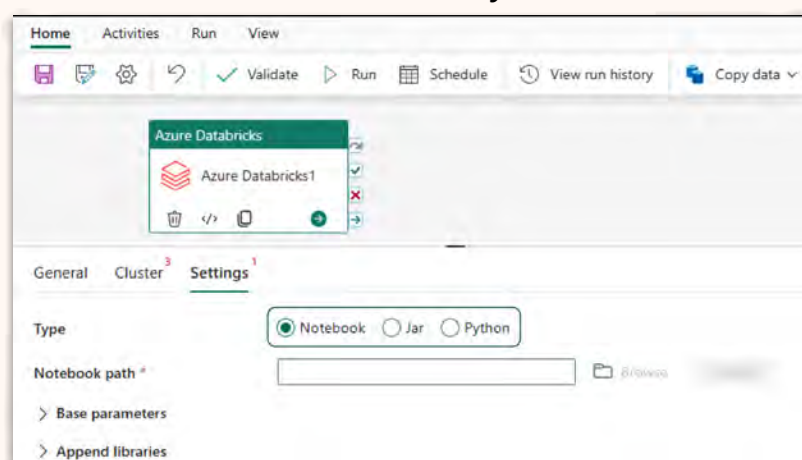 Home Activities Run View
Validate Run Schedule View run history Copy data
Azure Databricks
Azure Databricks1
General Cluster 3 Settings 1
Type Notebook Jar Python
Notebook path * Browse
Base parameters
Append libraries